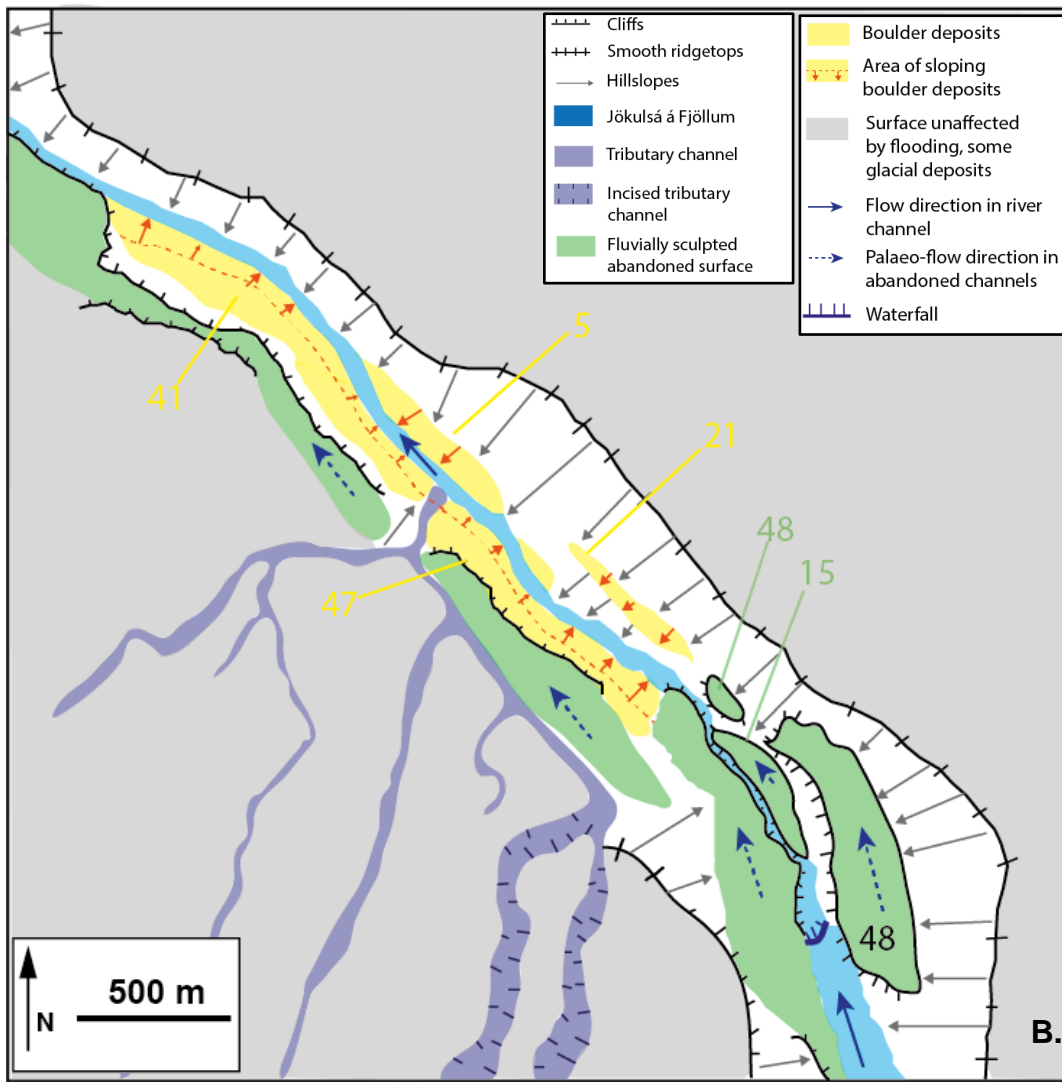 Cliffs
Smooth ridgetops
Hillslopes
Jökulsá á Fjöllum
Tributary channel
Incised tributary
channel
Fluvially sculpted
abandoned surface
Boulder deposits
Area of sloping
boulder deposits
Surface unaffected
by flooding, some
glacial deposits
Flow direction in river
channel
Palaeo-flow direction in
abandoned channels
Waterfall
5
41
21
48
15
47
48
500 m
N
B.